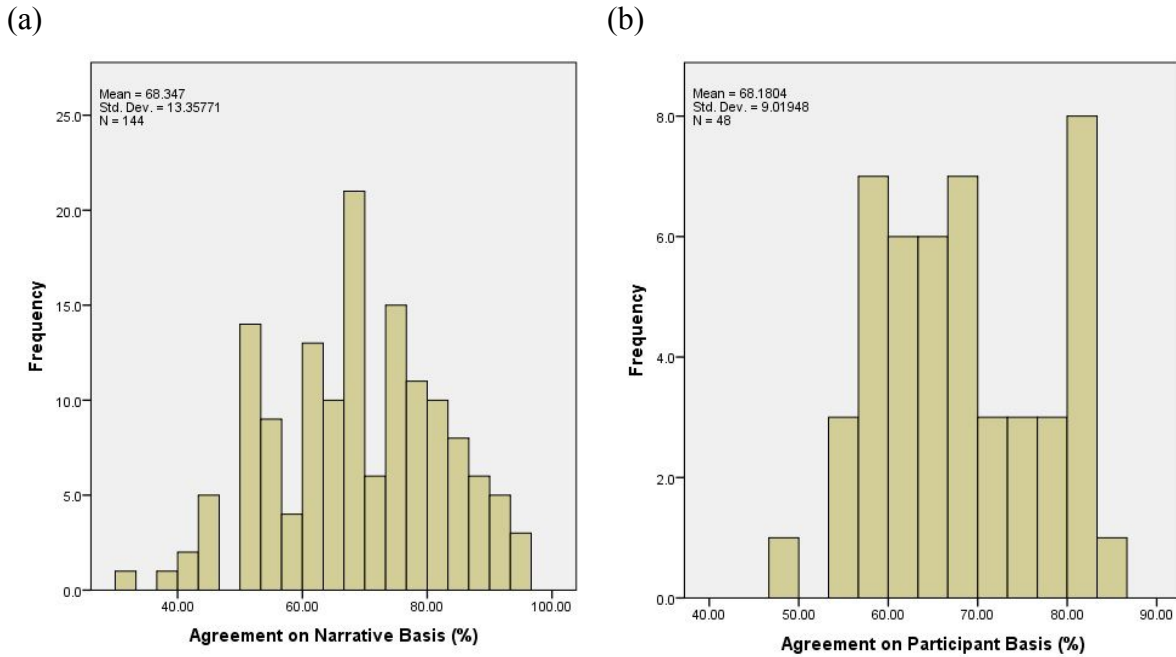 (a)
Mean = 68.347
Std. Dev. = 13.35771
N = 144
25.0
20.0
15.0
10.0
5.0
0.0
Frequency
40.00 60.00 80.00 100.00
Agreement on Narrative Basis (%)
(b)
Mean = 68.1804
Std. Dev. = 9.01948
N = 48
8.0
6.0
4.0
2.0
0.0
Frequency
40.00 50.00 60.00 70.00 80.00 90.00
Agreement on Participant Basis (%)